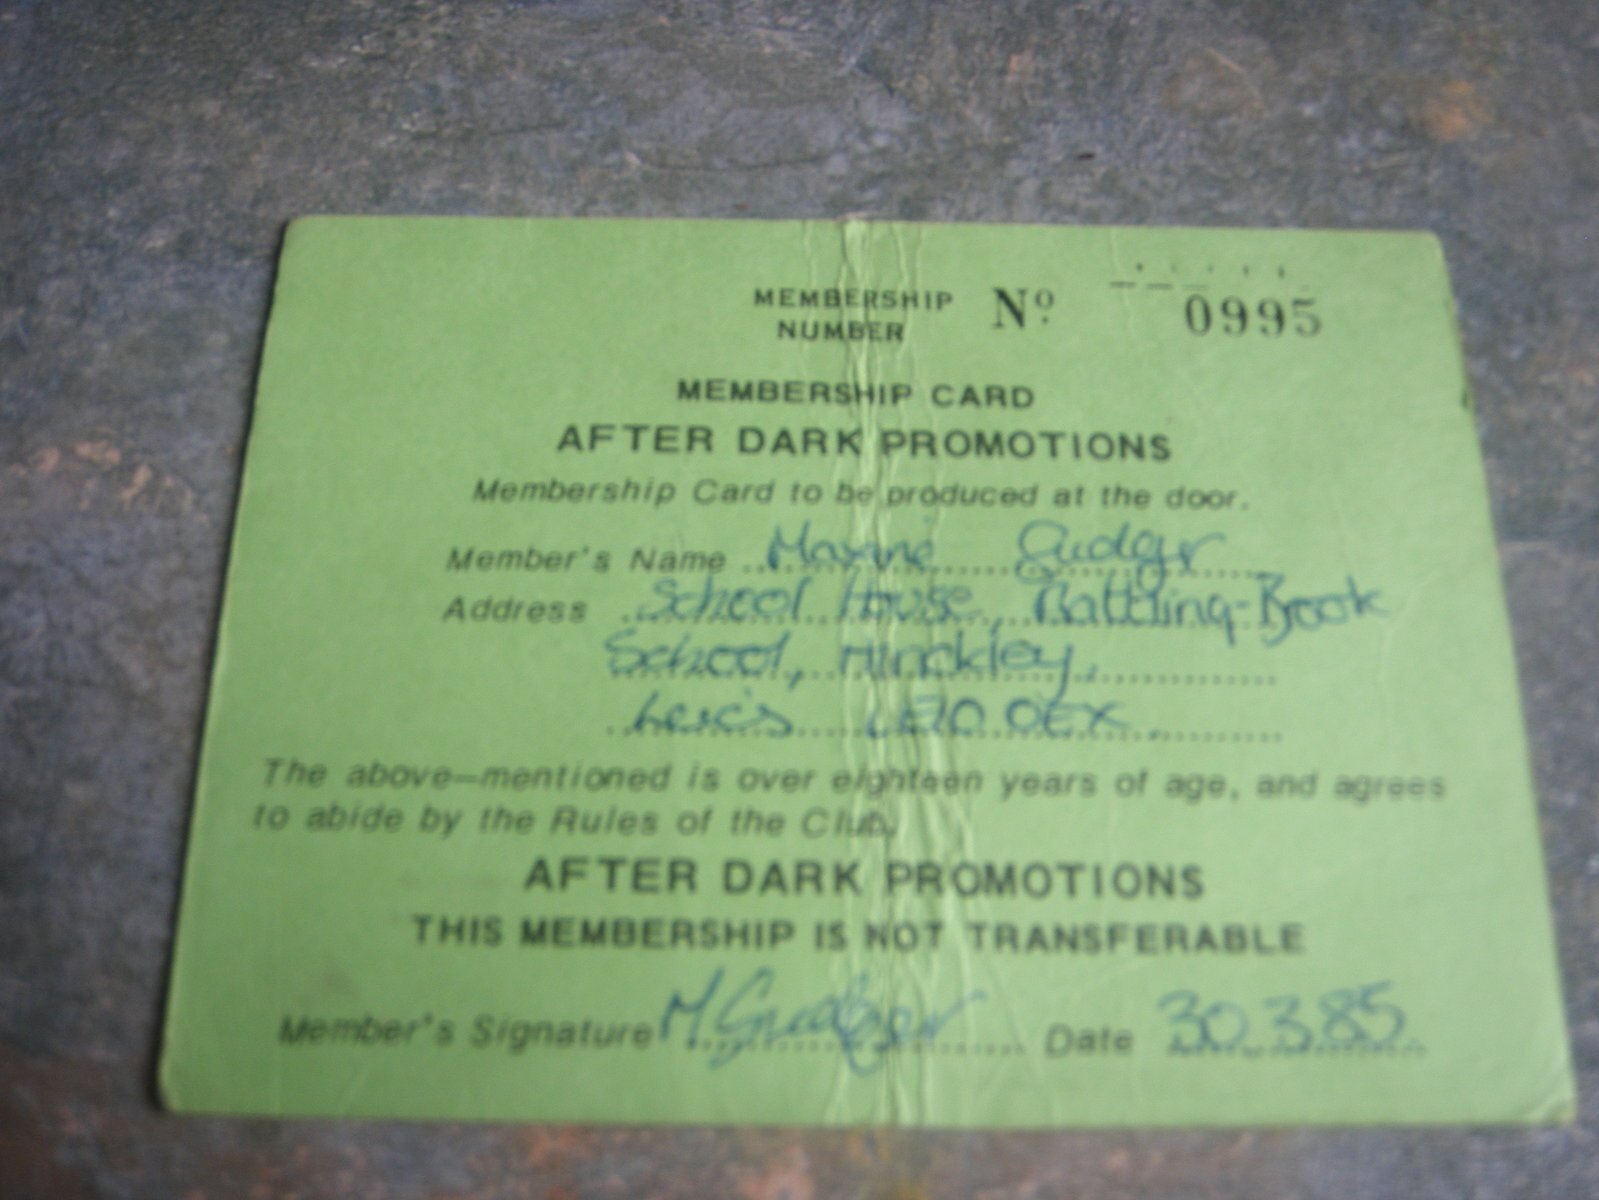 MEMBERSHIP NUMBER Nº 0995
MEMBERSHIP CARD
AFTER DARK PROMOTIONS
Membership Card to be produced at the door.
Member's Name Maxine Gudger
Address School House, Battling-Brook
School, Hinckley,
Leics LE10 0EX.
The above-mentioned is over eighteen years of age, and agrees
to abide by the Rules of the Club.
AFTER DARK PROMOTIONS
THIS MEMBERSHIP IS NOT TRANSFERABLE
Member's Signature M Gudger Date 30.3.85.